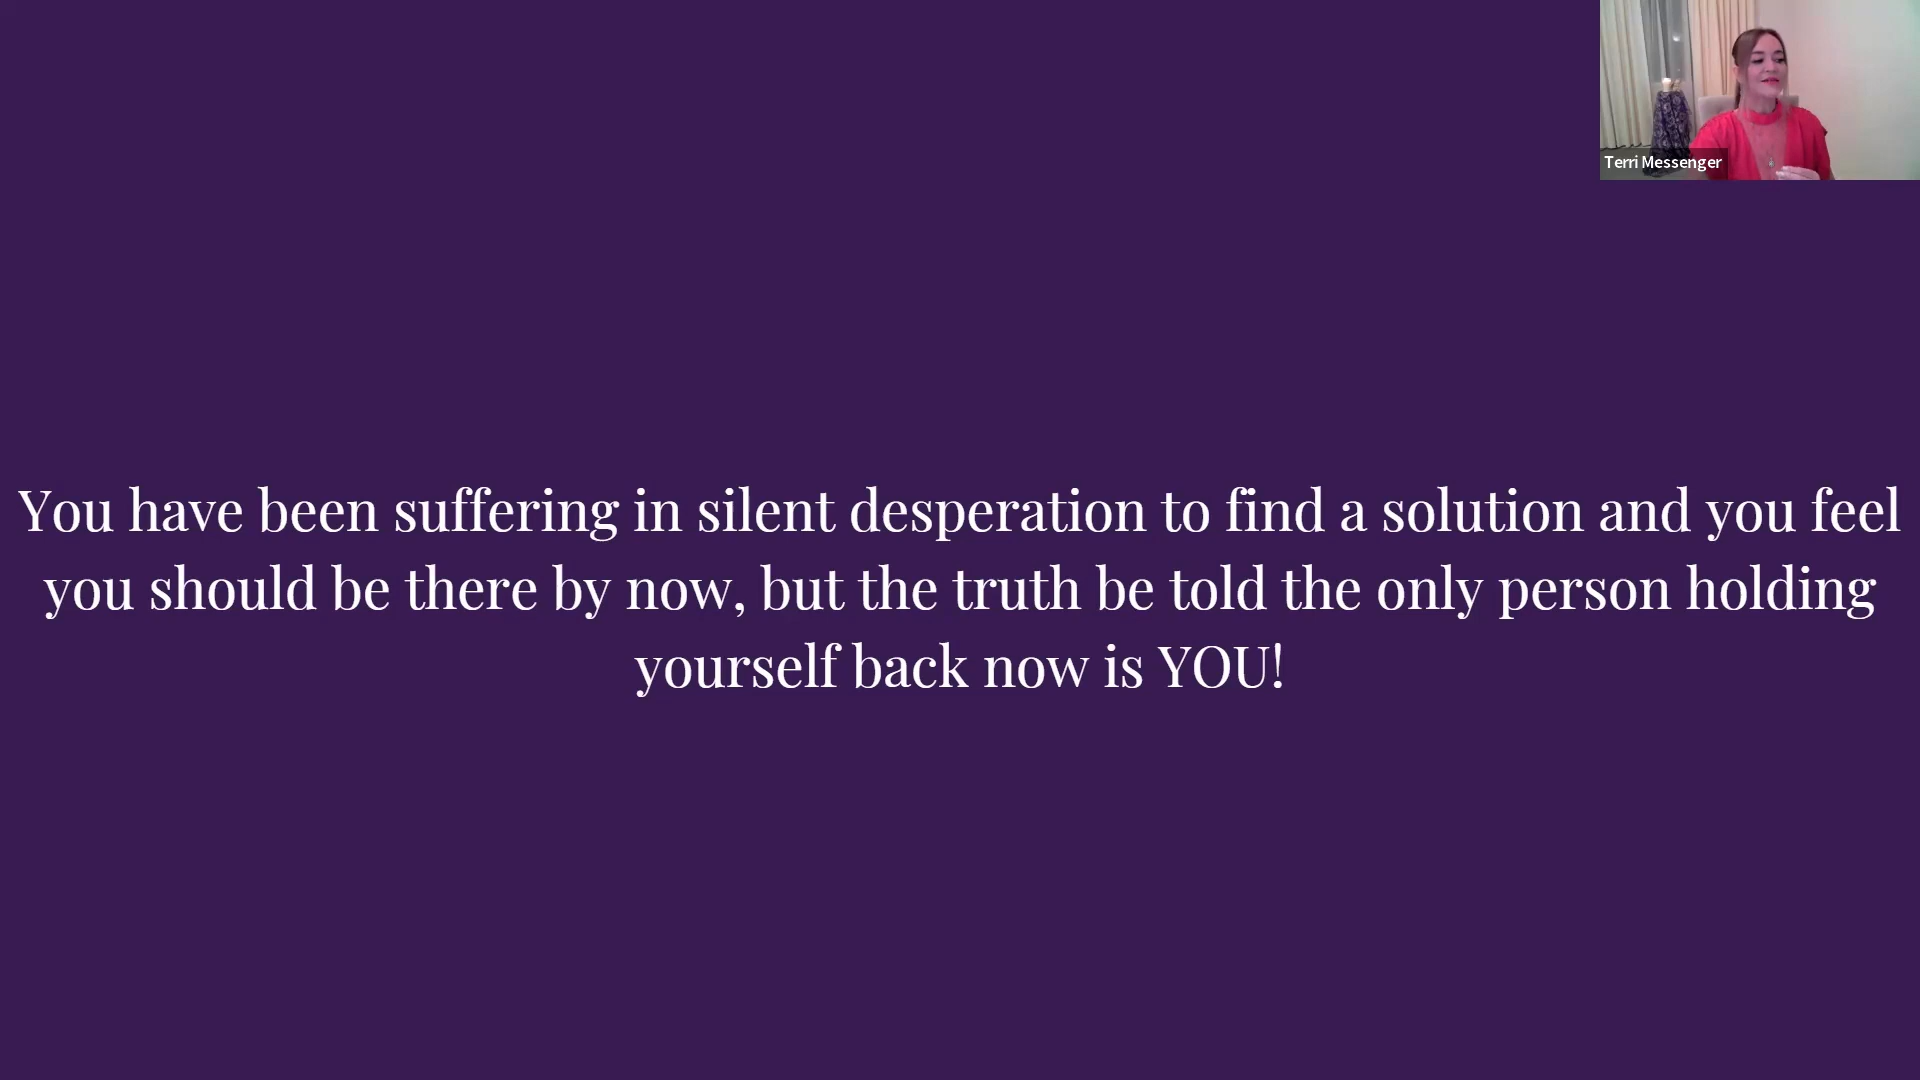 Terri Messenger
You have been suffering in silent desperation to find a solution and you feel
you should be there by now, but the truth be told the only person holding
yourself back now is YOU!